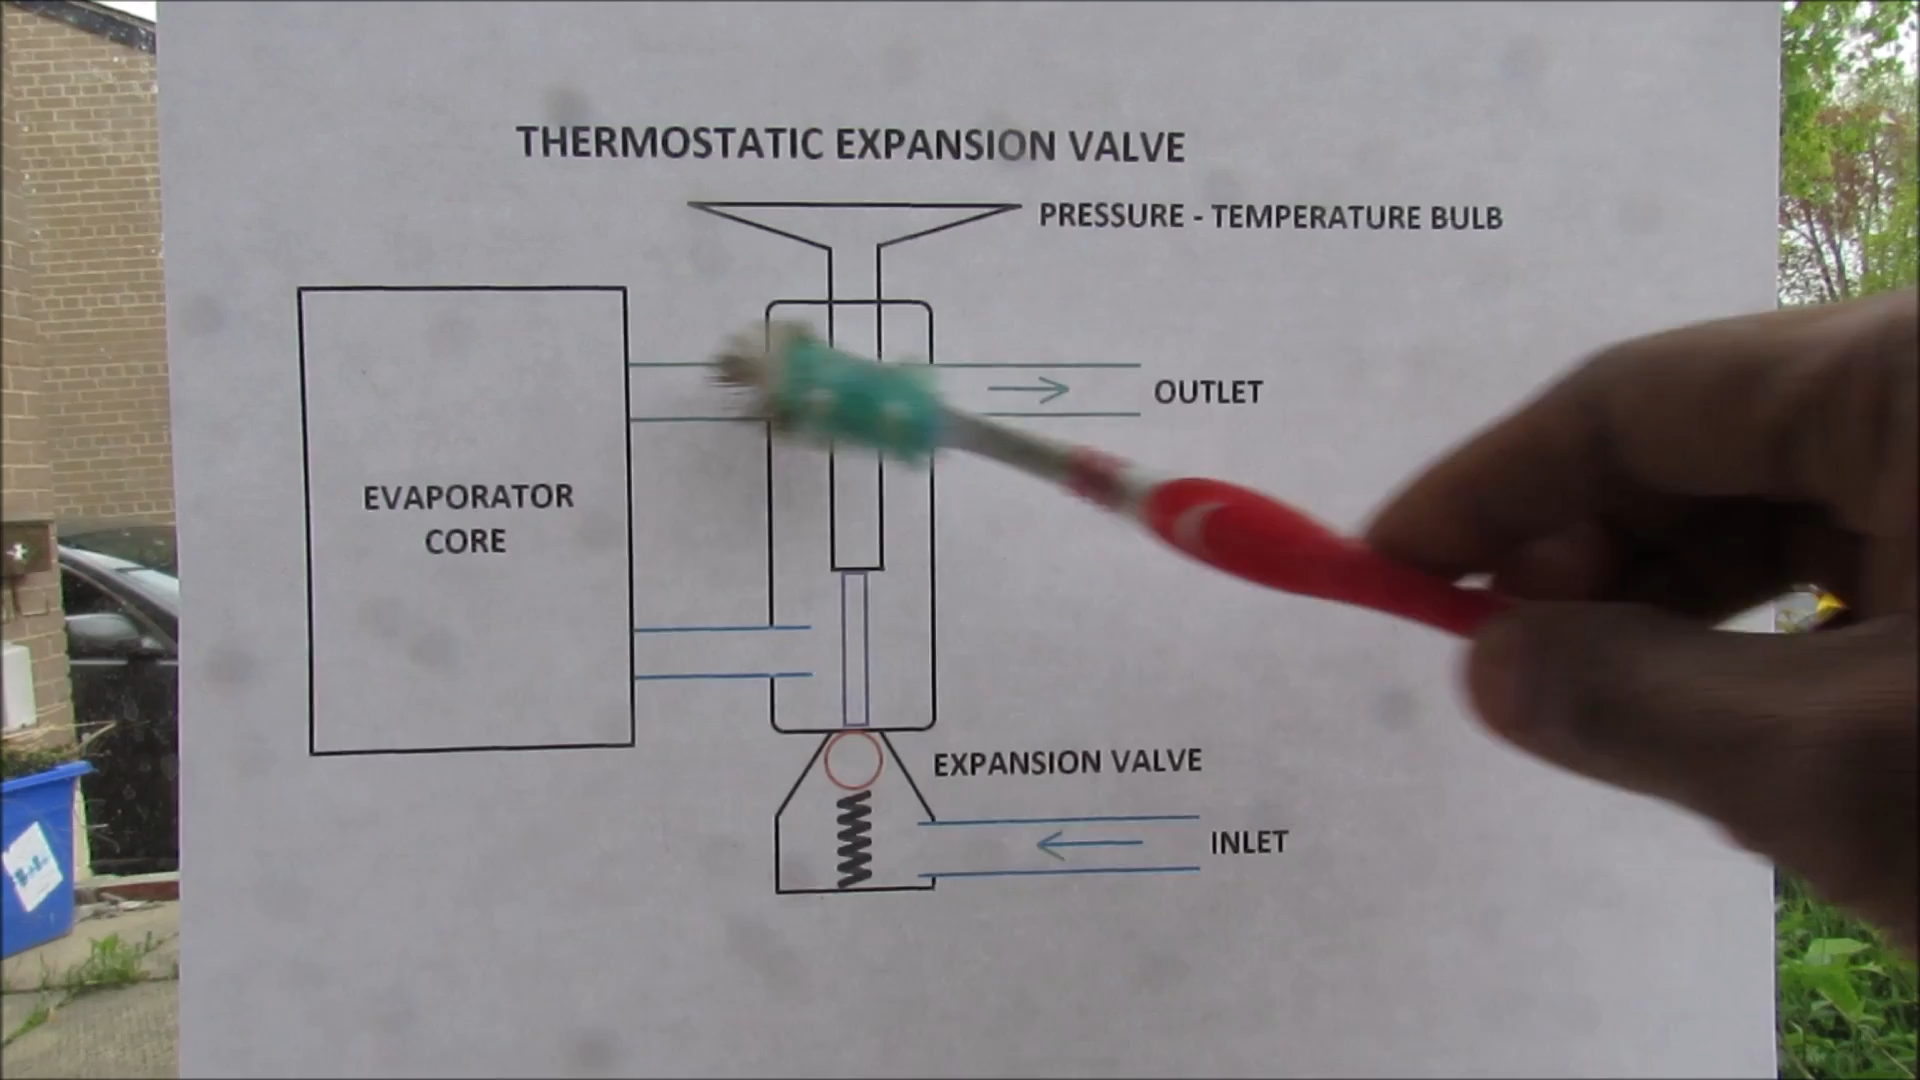 THERMOSTATIC EXPANSION VALVE
PRESSURE - TEMPERATURE BULB
OUTLET
EVAPORATOR
CORE
EXPANSION VALVE
INLET